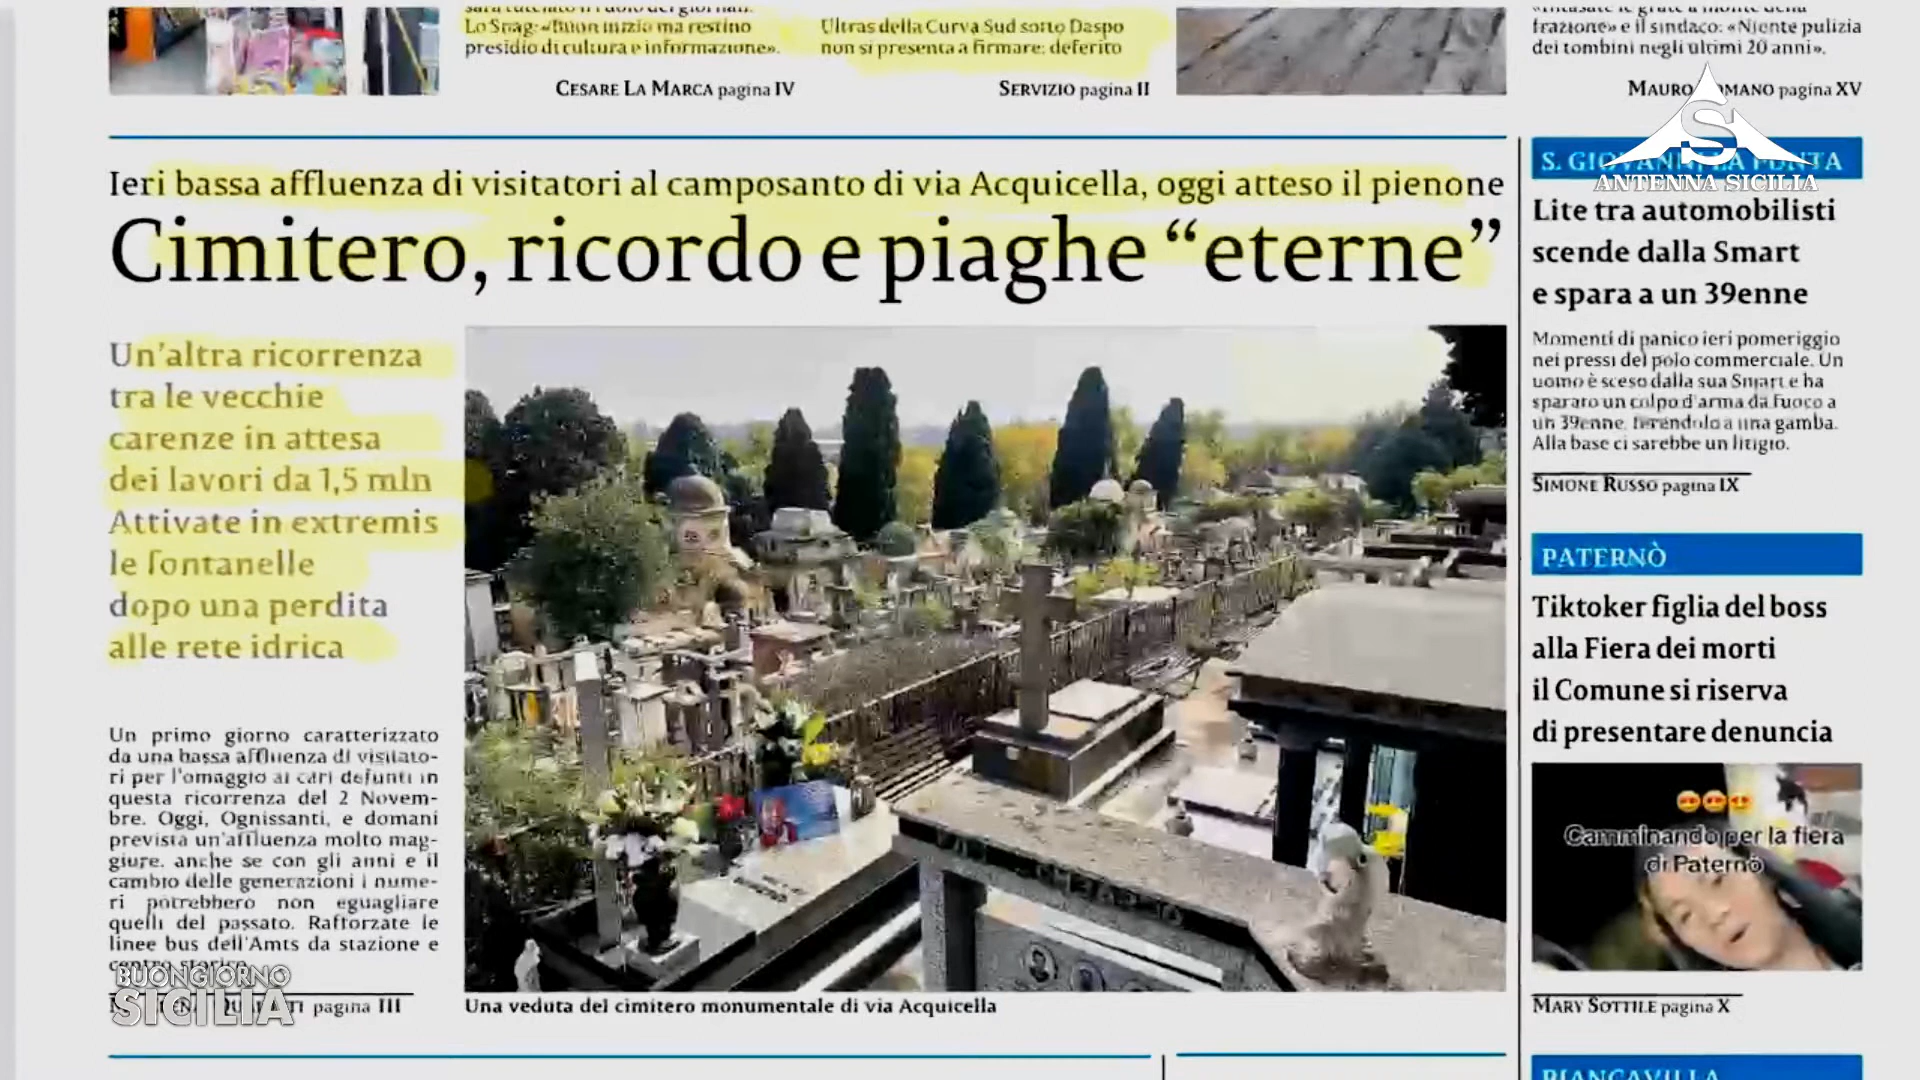 Lo Snag: «Buon inizio ma restino
presidio di cultura e informazione».
CESARE LA MARCA pagina IV
Ultras della Curva Sud sotto Daspo
non si presenta a firmare: deferito
SERVIZIO pagina II
frazione» e il sindaco: «Niente pulizia
dei tombini negli ultimi 20 anni».
MAURO ROMANO pagina XV
ANTENNA SICILIA
Ieri bassa affluenza di visitatori al camposanto di via Acquicella, oggi atteso il pienone
Cimitero, ricordo e piaghe “eterne”
Un’altra ricorrenza
tra le vecchie
carenze in attesa
dei lavori da 1,5 mln
Attivate in extremis
le fontanelle
dopo una perdita
alle rete idrica
Un primo giorno caratterizzato
da una bassa affluenza di visitato-
ri per l’omaggio ai cari defunti in
questa ricorrenza del 2 Novem-
bre. Oggi, Ognissanti, e domani
prevista un’affluenza molto mag-
giore, anche se con gli anni e il
cambio delle generazioni i nume-
ri potrebbero non eguagliare
quelli del passato. Rafforzate le
linee bus dell’Amts da stazione e
centro storico.
pagina III
BUONGIORNO
SICILIA
Una veduta del cimitero monumentale di via Acquicella
S. GIOVANNI LA PUNTA
Lite tra automobilisti
scende dalla Smart
e spara a un 39enne
Momenti di panico ieri pomeriggio
nei pressi del polo commerciale. Un
uomo è sceso dalla sua Smart e ha
sparato un colpo d’arma da fuoco a
un 39enne, ferendolo a una gamba.
Alla base ci sarebbe un litigio.
SIMONE RUSSO pagina IX
PATERNÒ
Tiktoker figlia del boss
alla Fiera dei morti
il Comune si riserva
di presentare denuncia
Camminando per la fiera
di Paternò
MARY SOTTILE pagina X
BIANCAVILLA